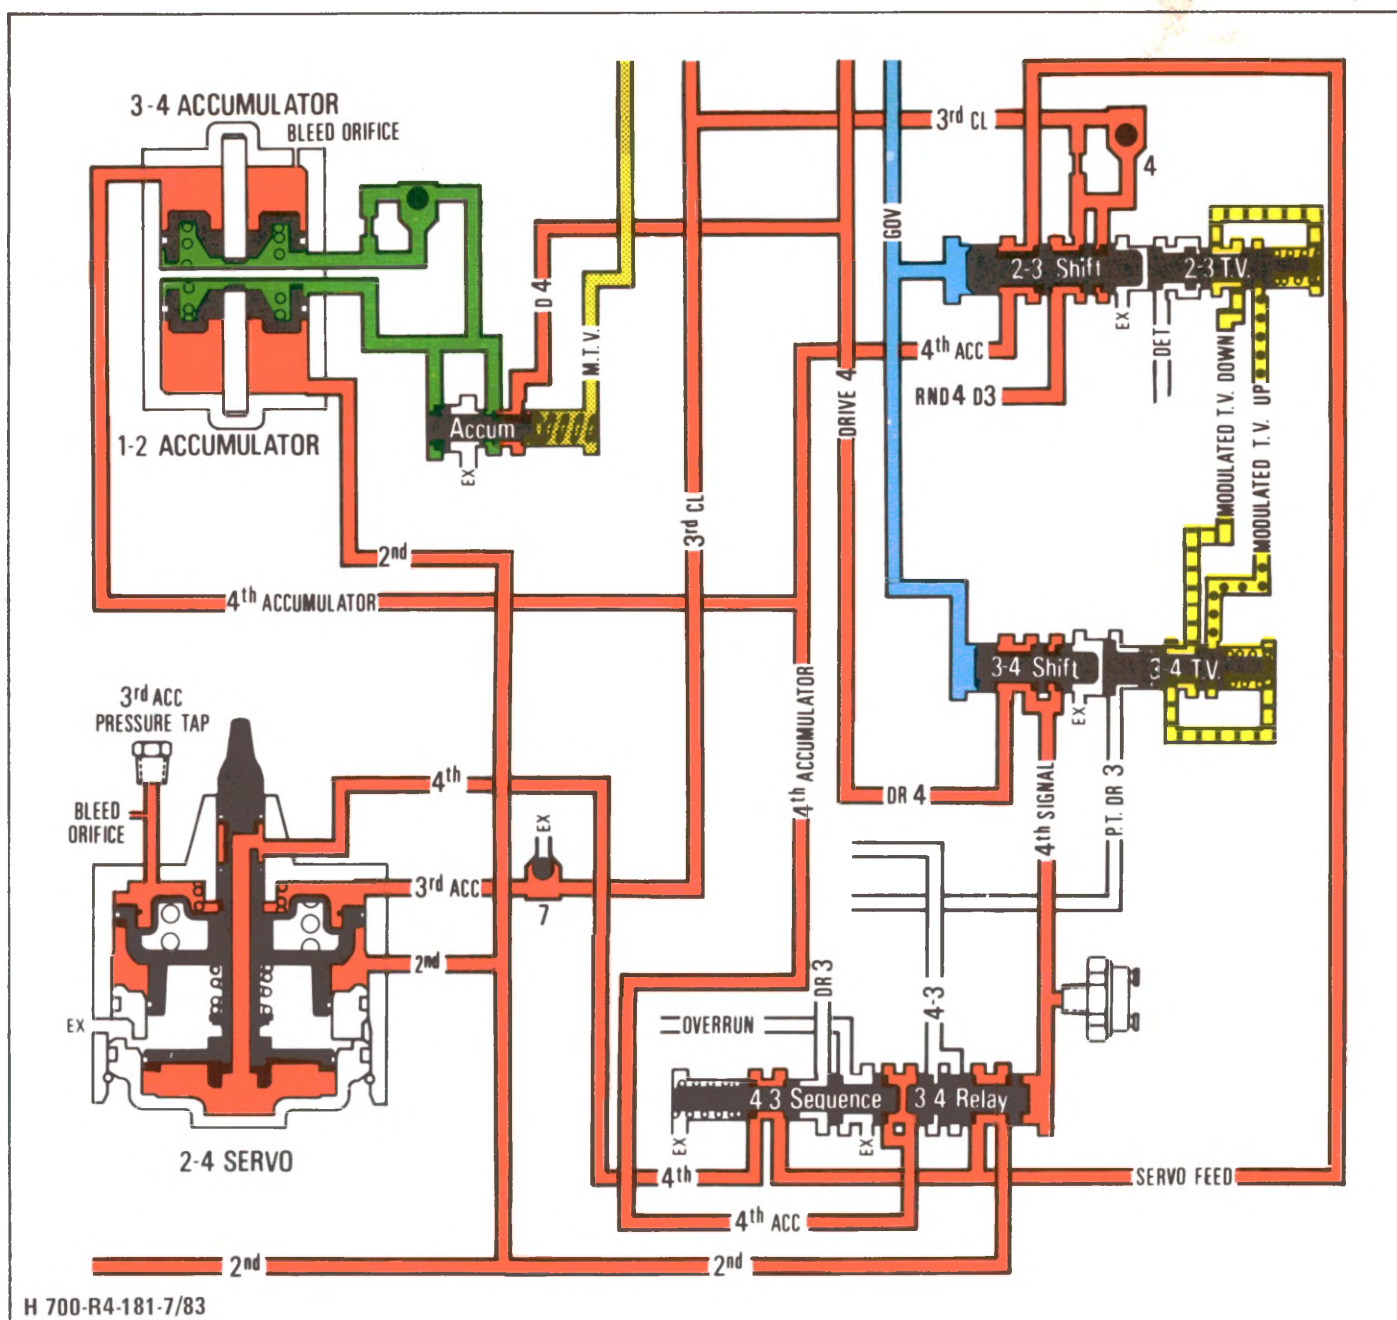 3-4 ACCUMULATOR
BLEED ORIFICE
3rd CL
4
GOV
2-3 Shift
2-3 T.V.
D 4
M.T.V.
EX
DET
4th ACC
RND4 D3
DRIVE 4
MODULATED T.V. DOWN
MODULATED T.V. UP
Accum
EX
1-2 ACCUMULATOR
3rd CL
2nd
4th ACCUMULATOR
3-4 Shift
3-4 T.V.
EX
3rd ACC
PRESSURE TAP
4th ACCUMULATOR
4th
DR 4
4th SIGNAL
P.T. DR 3
BLEED
ORIFICE
EX
3rd ACC
7
2nd
DR 3
4-3
EX
OVERRUN
4 3 Sequence
3 4 Relay
EX
EX
2-4 SERVO
4th
SERVO FEED
4th ACC
2nd
2nd
H 700-R4-181-7/83